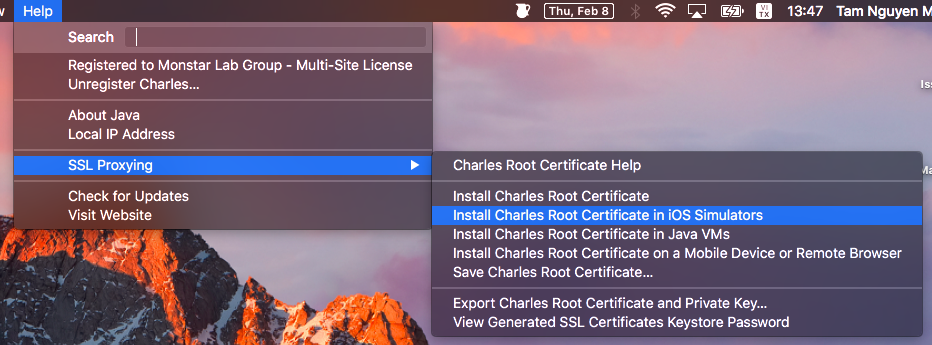 Help
Thu, Feb 8
VI
TX
13:47
Tam Nguyen M
Search
Registered to Monstar Lab Group - Multi-Site License
Unregister Charles...
About Java
Local IP Address
SSL Proxying
Check for Updates
Visit Website
Charles Root Certificate Help
Install Charles Root Certificate
Install Charles Root Certificate in iOS Simulators
Install Charles Root Certificate in Java VMs
Install Charles Root Certificate on a Mobile Device or Remote Browser
Save Charles Root Certificate...
Export Charles Root Certificate and Private Key...
View Generated SSL Certificates Keystore Password